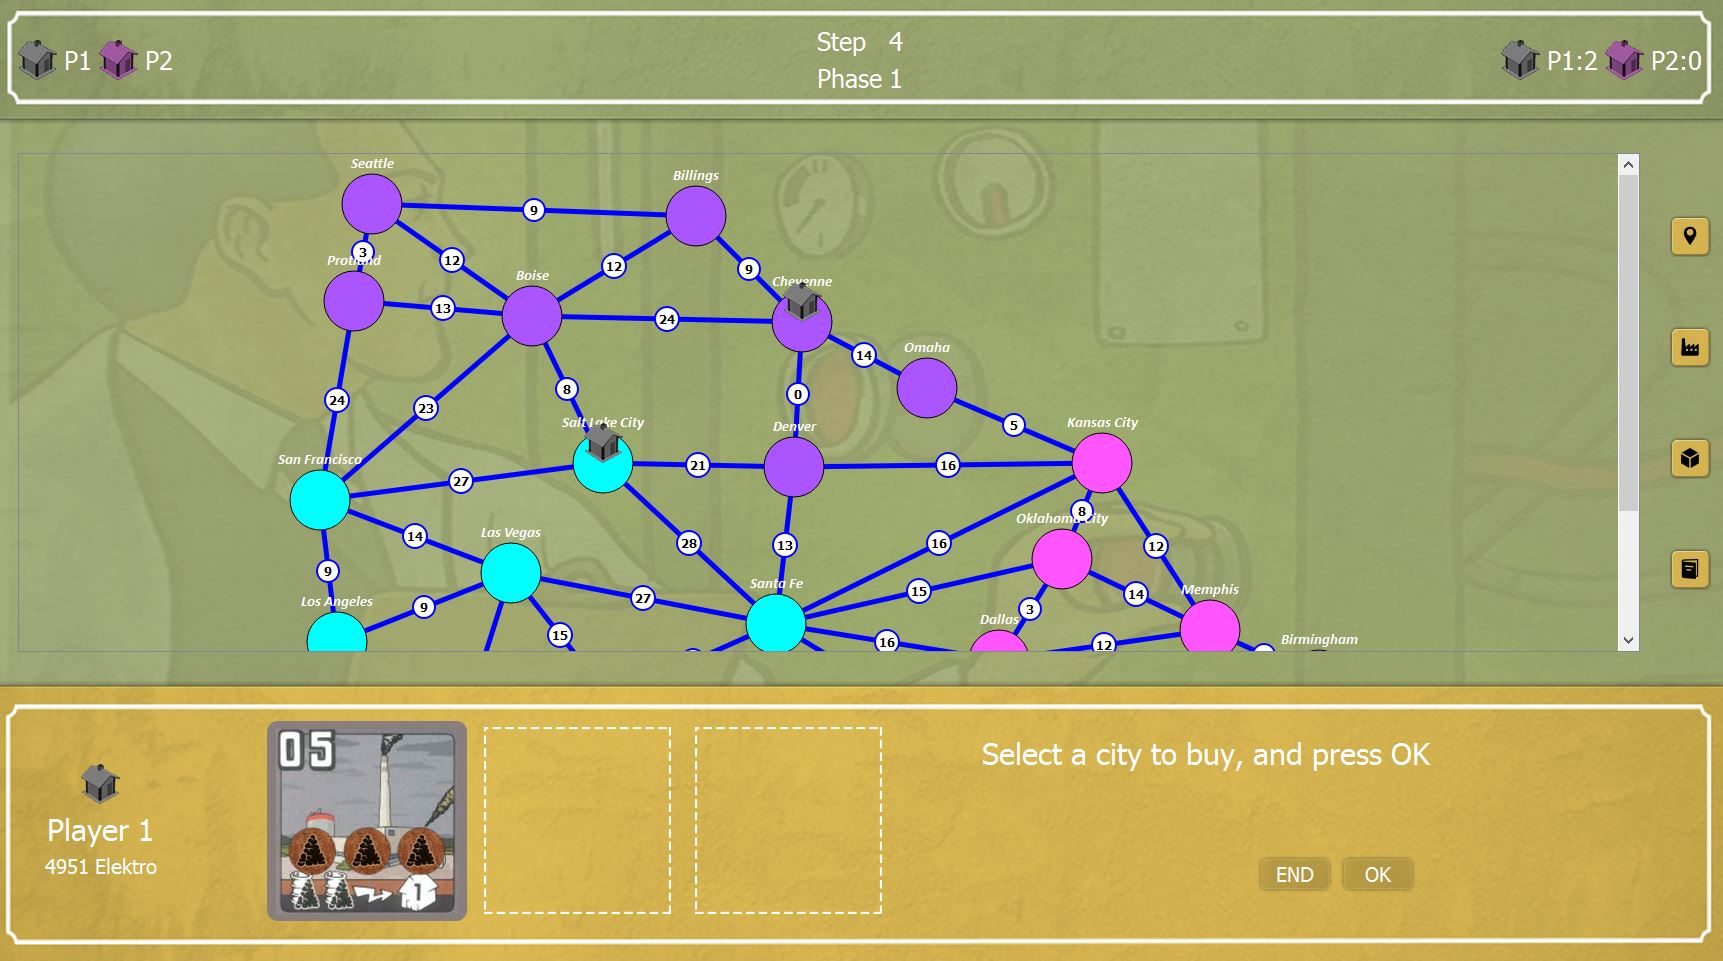 P1 P2
Step 4
Phase 1
P1:2 P2:0
Seattle
Billings
9
3
Protland
12
Boise
12
9
Cheyenne
13
24
14
Omaha
24
23
8
0
5
Salt Lake City
Denver
Kansas City
San Francisco
27
21
16
14
Las Vegas
28
13
16
8
Oklahoma City
12
9
Los Angeles
9
27
Santa Fe
15
14
Memphis
15
16
Dallas
3
12
Birmingham
05
1
Player 1
4951 Elektro
Select a city to buy, and press OK
END OK